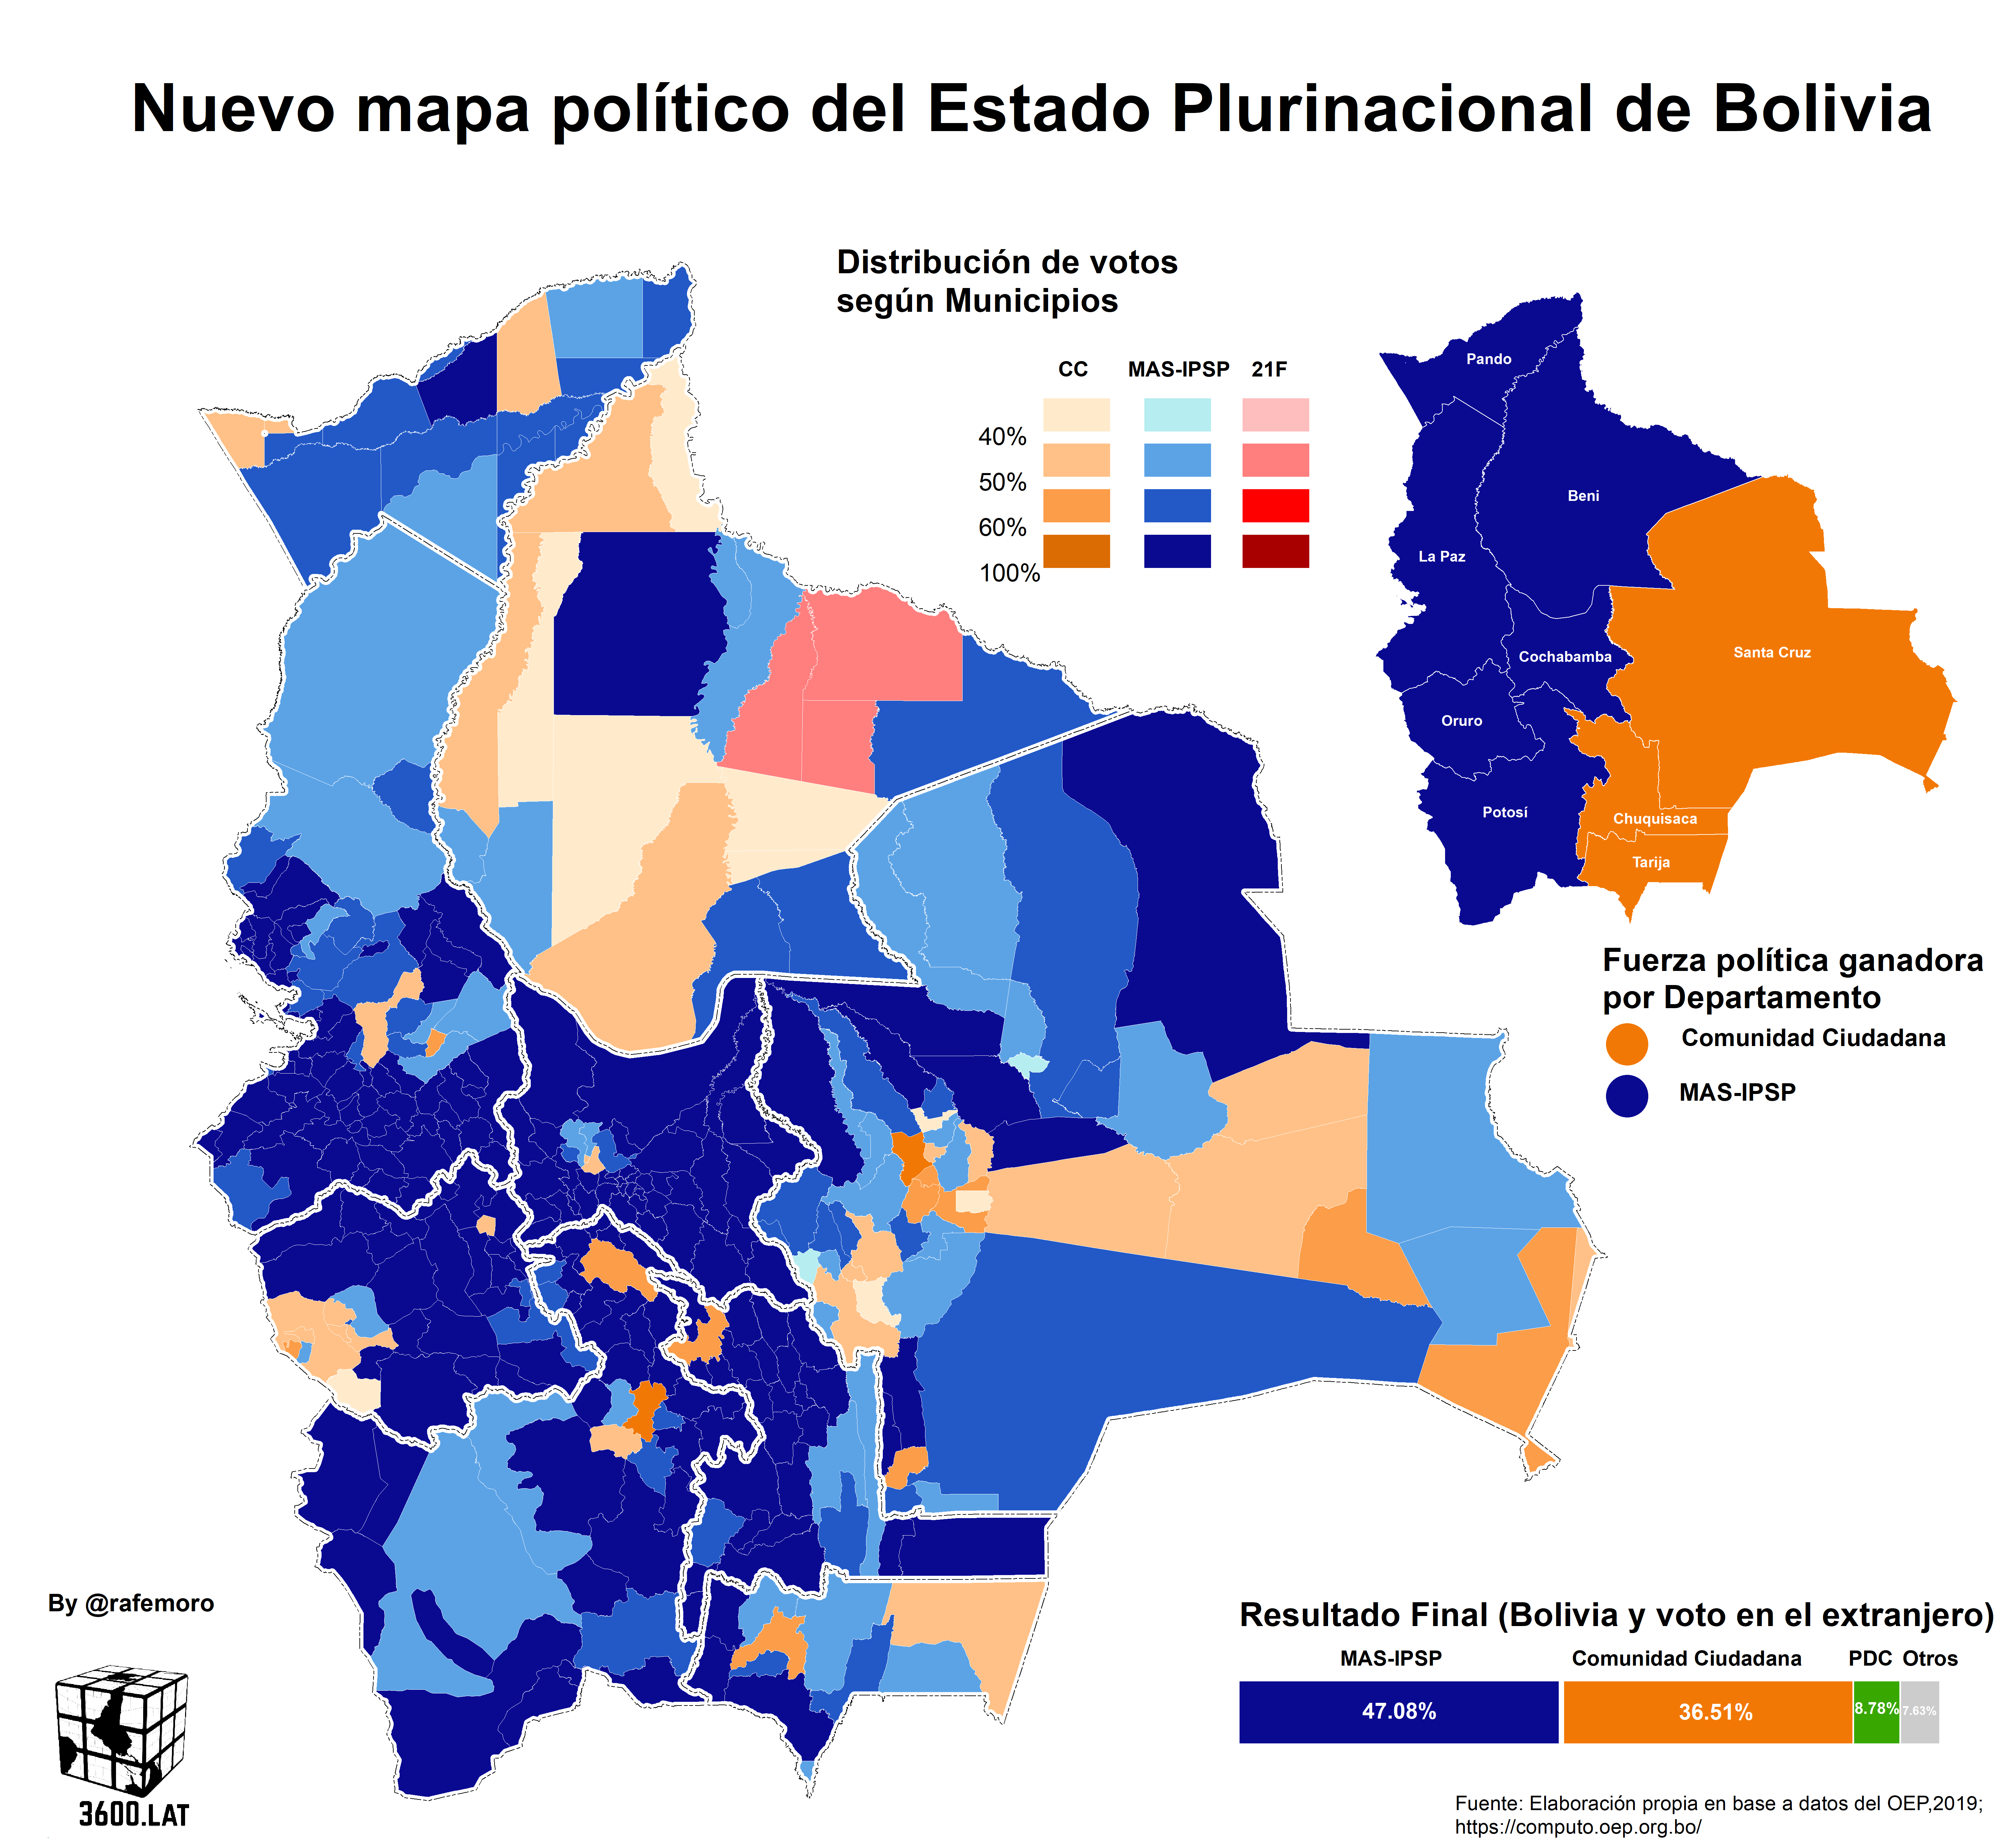 Nuevo mapa político del Estado Plurinacional de Bolivia
Distribución de votos
según Municipios
CC MAS-IPSP 21F
40%
50%
60%
100%
Pando
Beni
La Paz
Cochabamba
Santa Cruz
Oruro
Potosí
Chuquisaca
Tarija
Fuerza política ganadora
por Departamento
Comunidad Ciudadana
MAS-IPSP
By @rafemoro
3600.LAT
Resultado Final (Bolivia y voto en el extranjero)
MAS-IPSP Comunidad Ciudadana PDC Otros
47.08% 36.51% 8.78% 7.63%
Fuente: Elaboración propia en base a datos del OEP,2019;
https://computo.oep.org.bo/